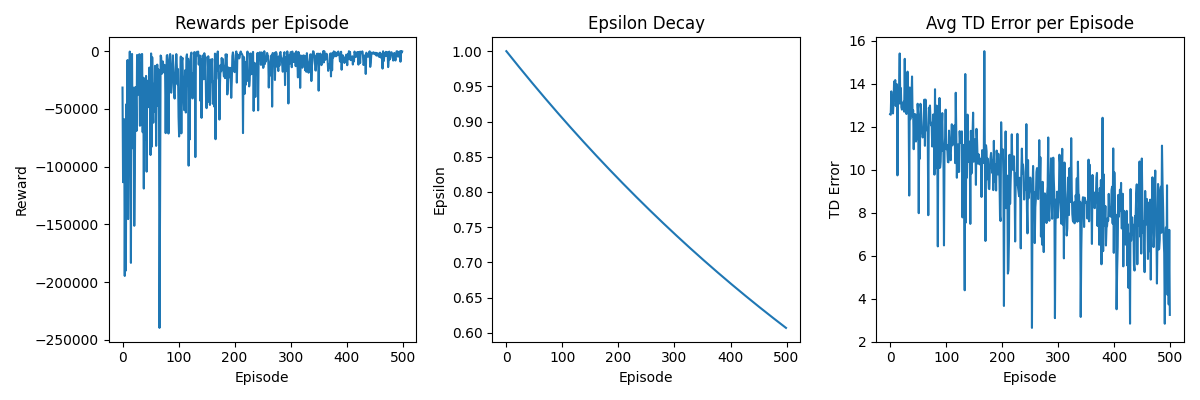 Rewards per Episode
0
−50000
−100000
−150000
−200000
−250000
Reward
0 100 200 300 400 500
Episode
Epsilon Decay
1.00
0.95
0.90
0.85
0.80
0.75
0.70
0.65
0.60
Epsilon
0 100 200 300 400 500
Episode
Avg TD Error per Episode
16
14
12
10
8
6
4
2
TD Error
0 100 200 300 400 500
Episode